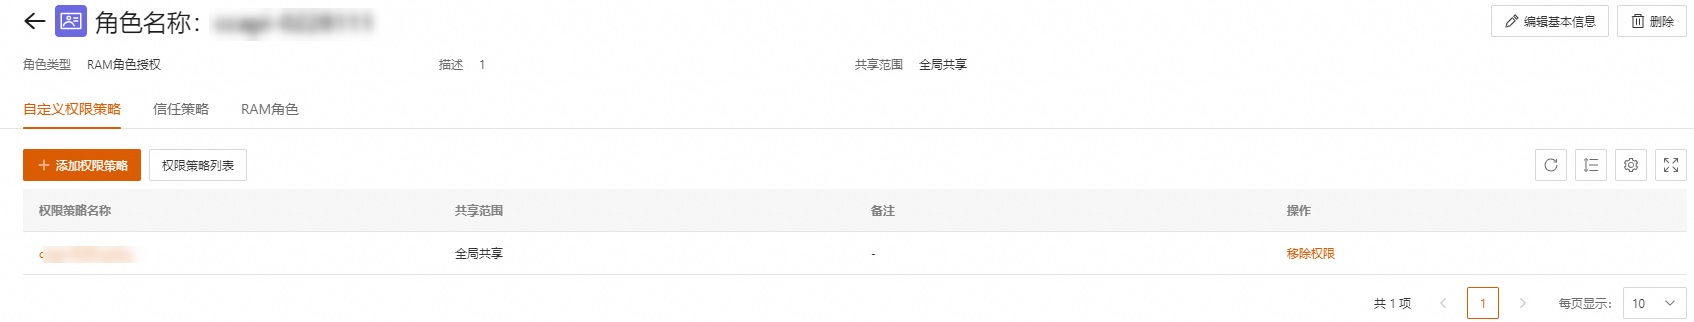 角色名称：
编辑基本信息 删除
角色类型 RAM角色授权 描述 1 共享范围 全局共享
自定义权限策略 信任策略 RAM角色
添加权限策略 权限策略列表
权限策略名称 共享范围 备注 操作
全局共享 - 移除权限
共 1 项 1 每页显示： 10